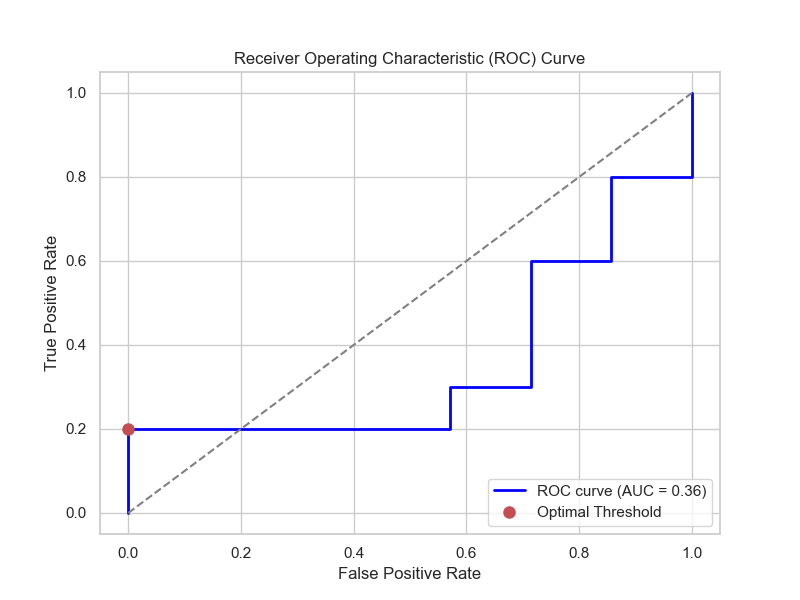 Receiver Operating Characteristic (ROC) Curve
1.0
0.8
0.6
0.4
0.2
0.0
True Positive Rate
0.0 0.2 0.4 0.6 0.8 1.0
False Positive Rate
ROC curve (AUC = 0.36)
Optimal Threshold